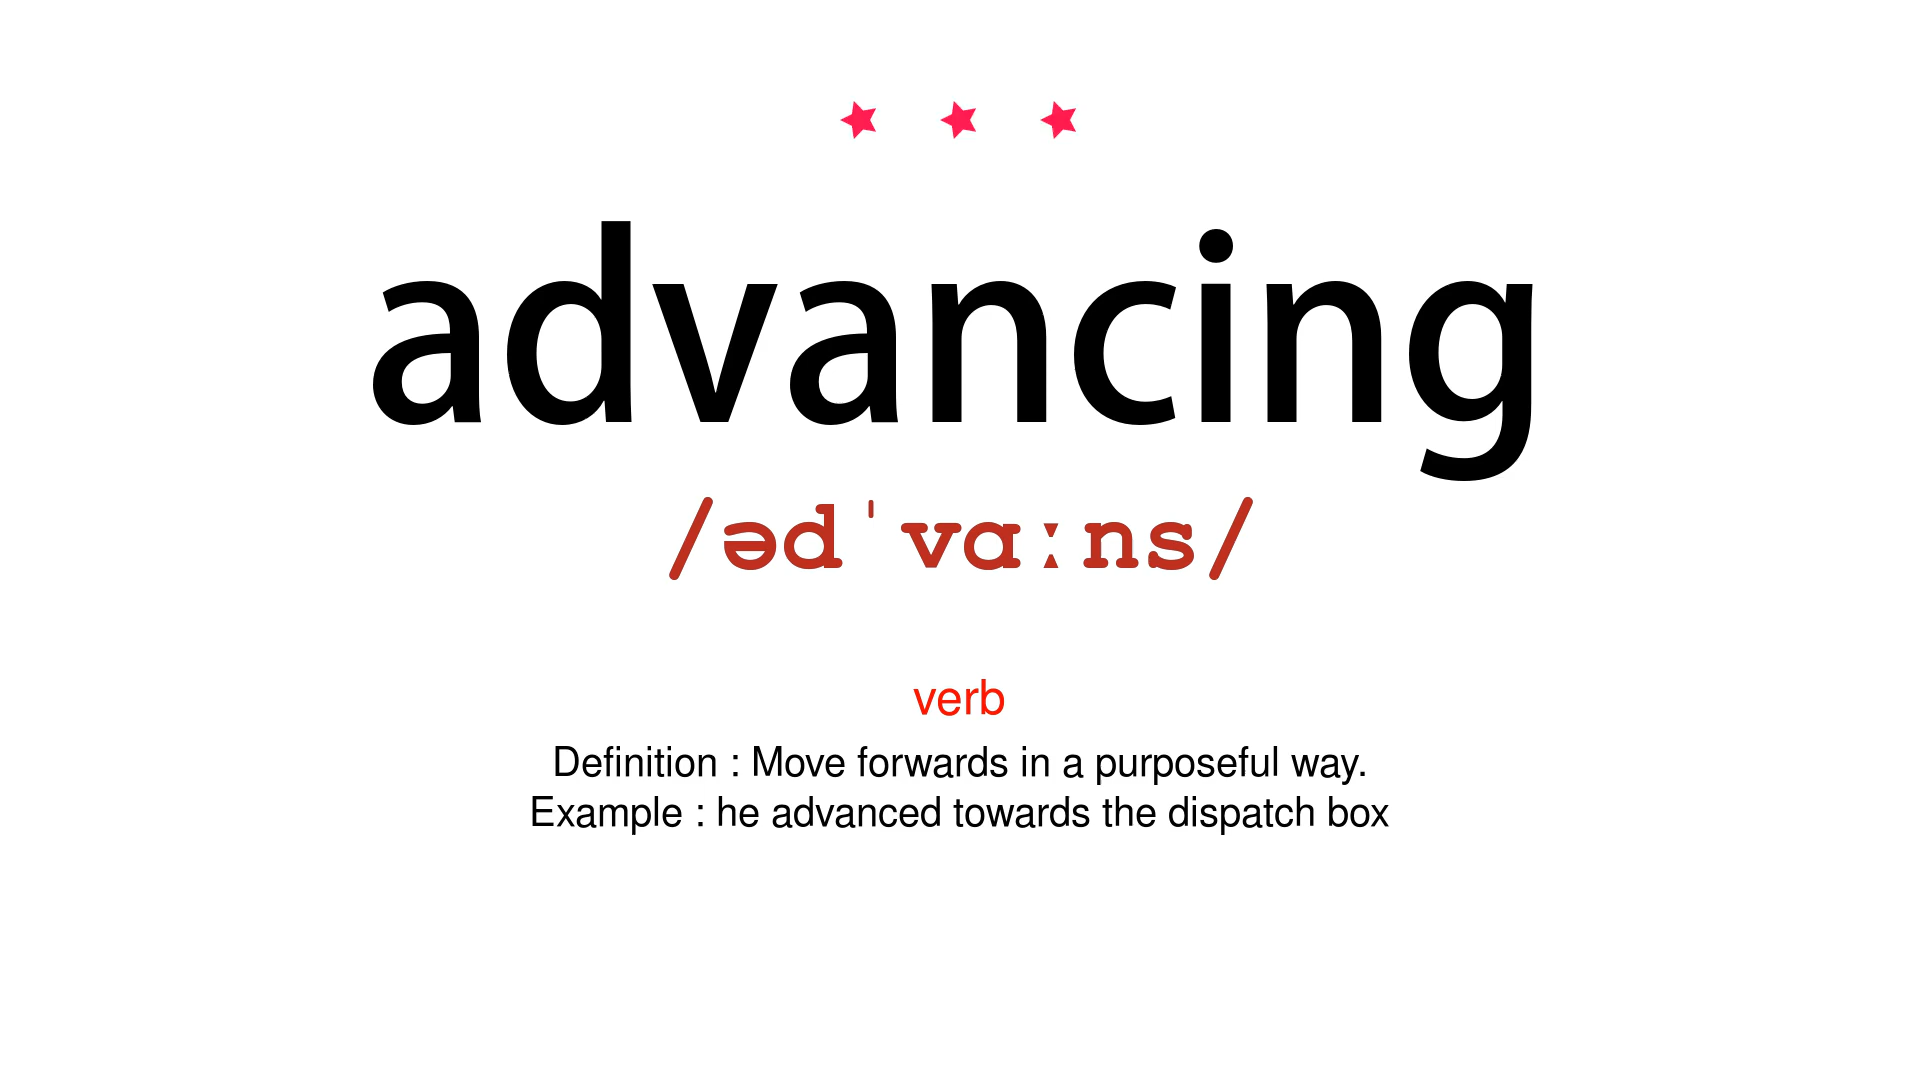 advancing
/ədˈvɑːns/
verb
Definition : Move forwards in a purposeful way.
Example : he advanced towards the dispatch box